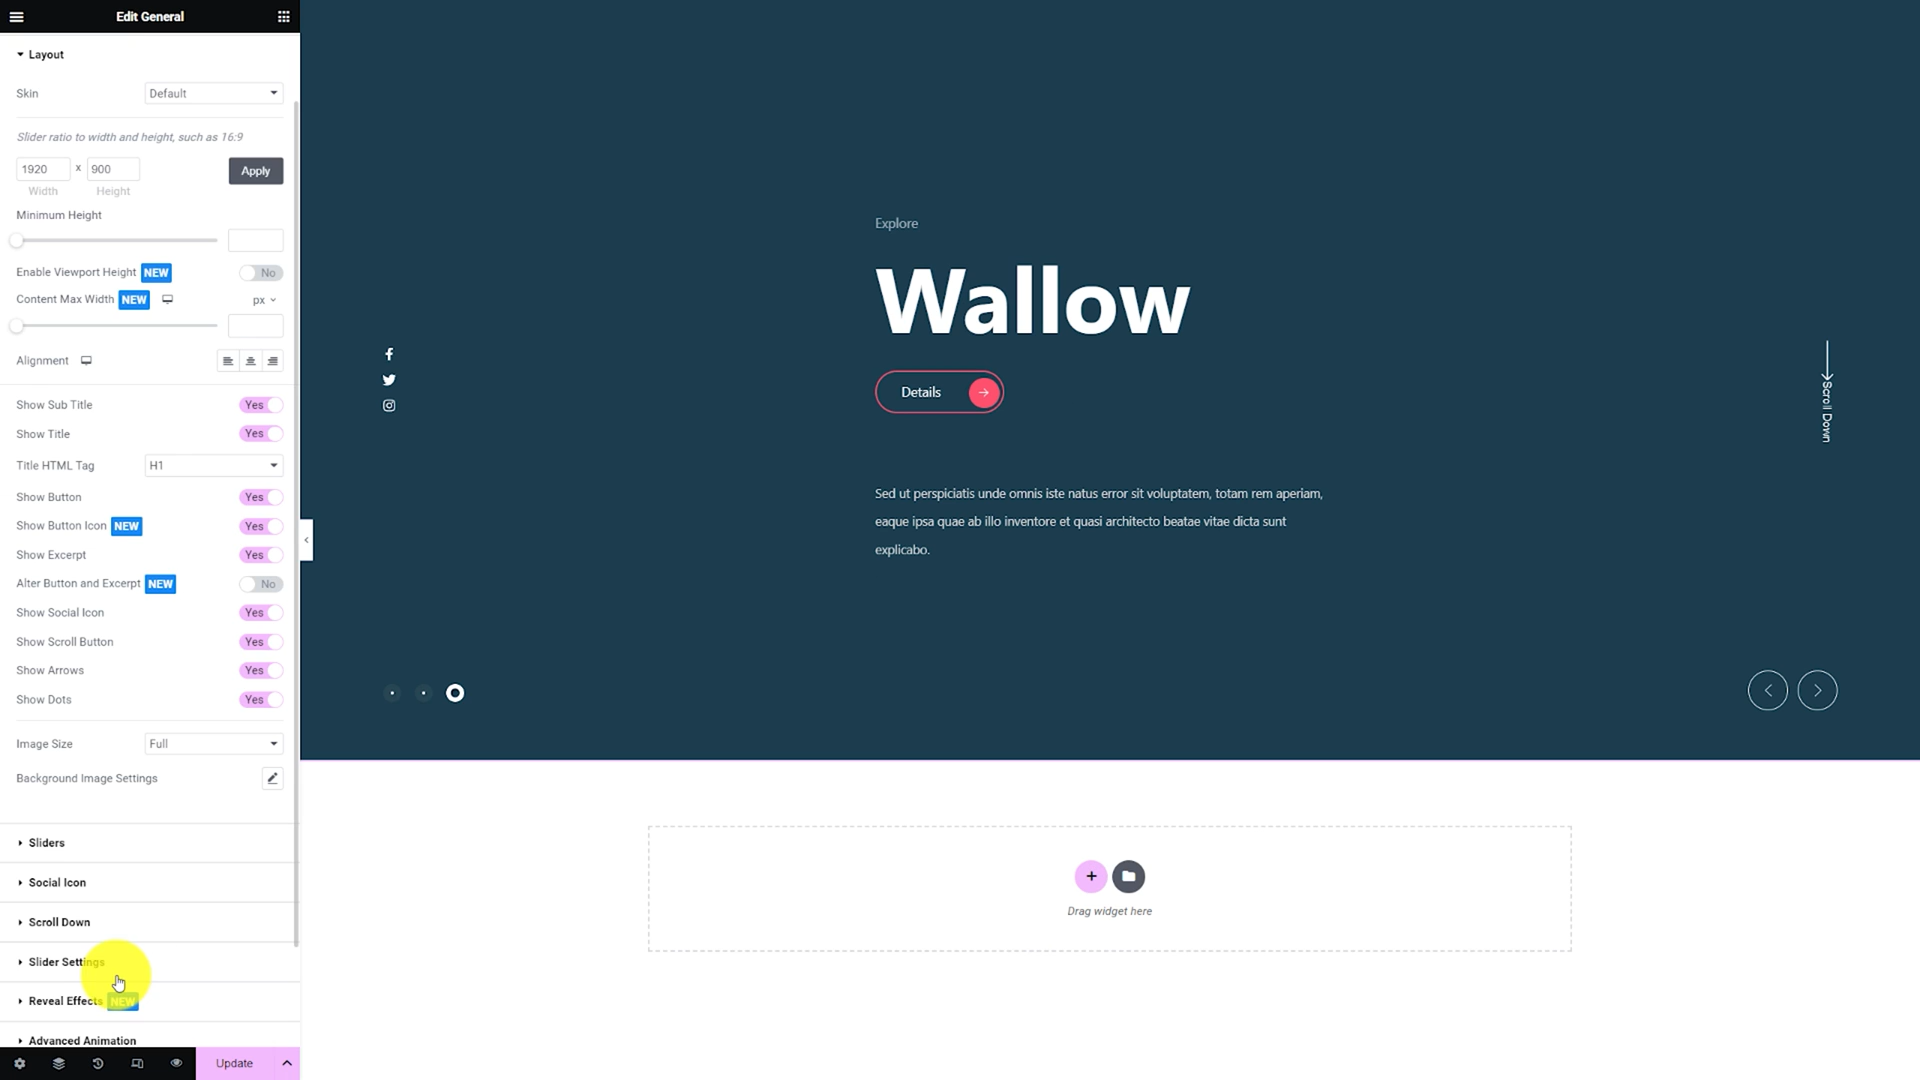 Edit General
Layout
Skin
Default
Slider ratio to width and height, such as 16:9
1920 x 900
Apply
Width Height
Minimum Height
Enable Viewport Height NEW No
Content Max Width NEW px
Alignment
Show Sub Title Yes
Show Title Yes
Title HTML Tag H1
Show Button Yes
Show Button Icon NEW Yes
Show Excerpt Yes
Alter Button and Excerpt NEW No
Show Social Icon Yes
Show Scroll Button Yes
Show Arrows Yes
Show Dots Yes
Image Size Full
Background Image Settings
Sliders
Social Icon
Scroll Down
Slider Settings
Reveal Effects NEW
Advanced Animation
Update
Explore
Wallow
Details
Sed ut perspiciatis unde omnis iste natus error sit voluptatem, totam rem aperiam,
eaque ipsa quae ab illo inventore et quasi architecto beatae vitae dicta sunt
explicabo.
Scroll Down
Drag widget here